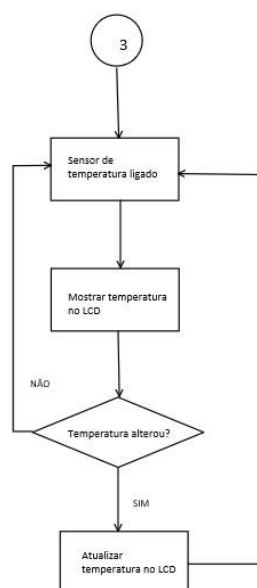 3
Sensor de
temperatura ligado
Mostrar temperatura
no LCD
Temperatura alterou?
NÃO
SIM
Atualizar
temperatura no LCD